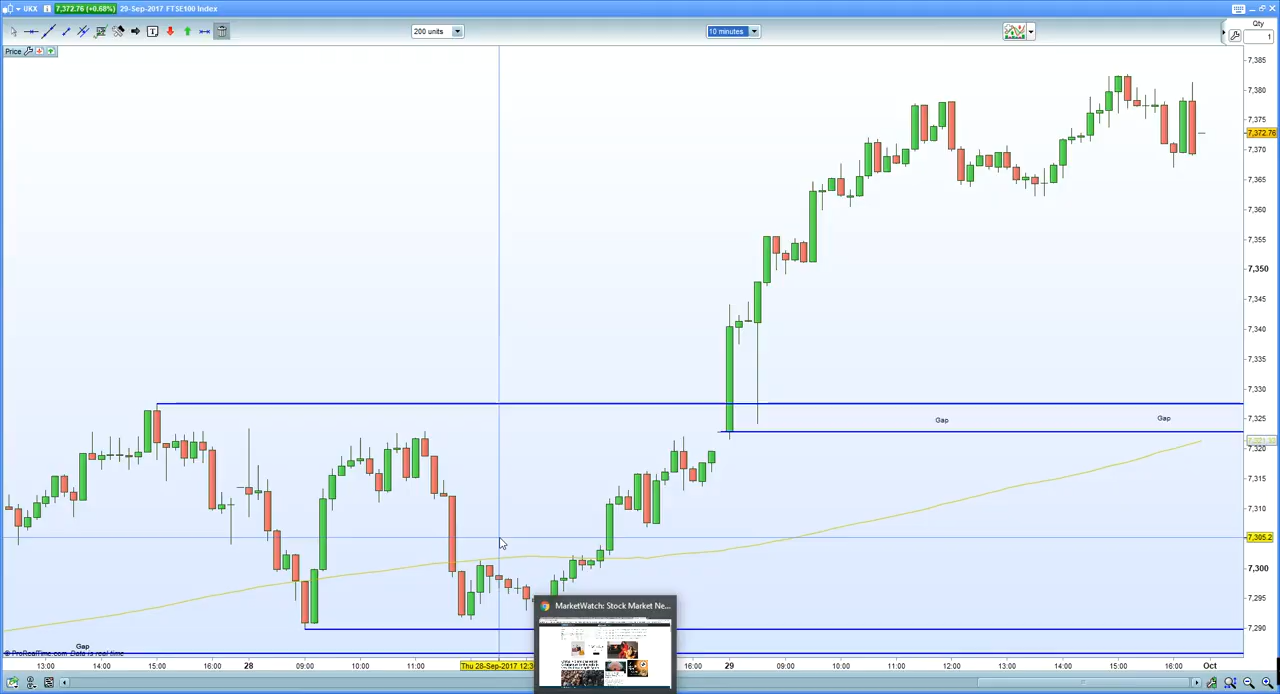 UKX 7,372.76 (+0.68%) 29-Sep-2017 FTSE100 Index
200 units 10 minutes Qty
1
Price
7,385
7,380
7,375
7,372.76
7,370
7,365
7,360
7,355
7,350
7,345
7,340
7,335
7,330
7,325
7,320
7,315
7,310
7,305.2
7,300
7,295
7,290
Gap Gap
Gap
© ProRealTime.com Data is real time
MarketWatch: Stock Market Ne...
13:00 14:00 15:00 16:00 28 09:00 10:00 11:00 Thu 28-Sep-2017 12:3 16:00 29 09:00 10:00 11:00 12:00 13:00 14:00 15:00 16:00 Oct